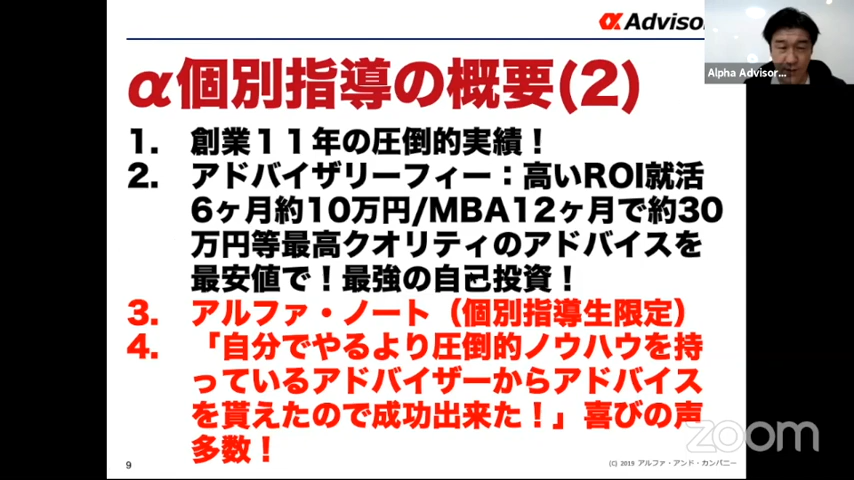 αAdvisor
Alpha Advisor...
α個別指導の概要(2)
1. 創業11年の圧倒的実績！
2. アドバイザリーフィー：高いROI就活
6ヶ月約10万円/MBA12ヶ月で約30
万円等最高クオリティのアドバイスを
最安値で！最強の自己投資！
3. アルファ・ノート（個別指導生限定）
4. 「自分でやるより圧倒的ノウハウを持
っているアドバイザーからアドバイス
を貰えたので成功出来た！」喜びの声
多数！
zoom
9
(C) 2019 アルファ・アンド・カンパニー